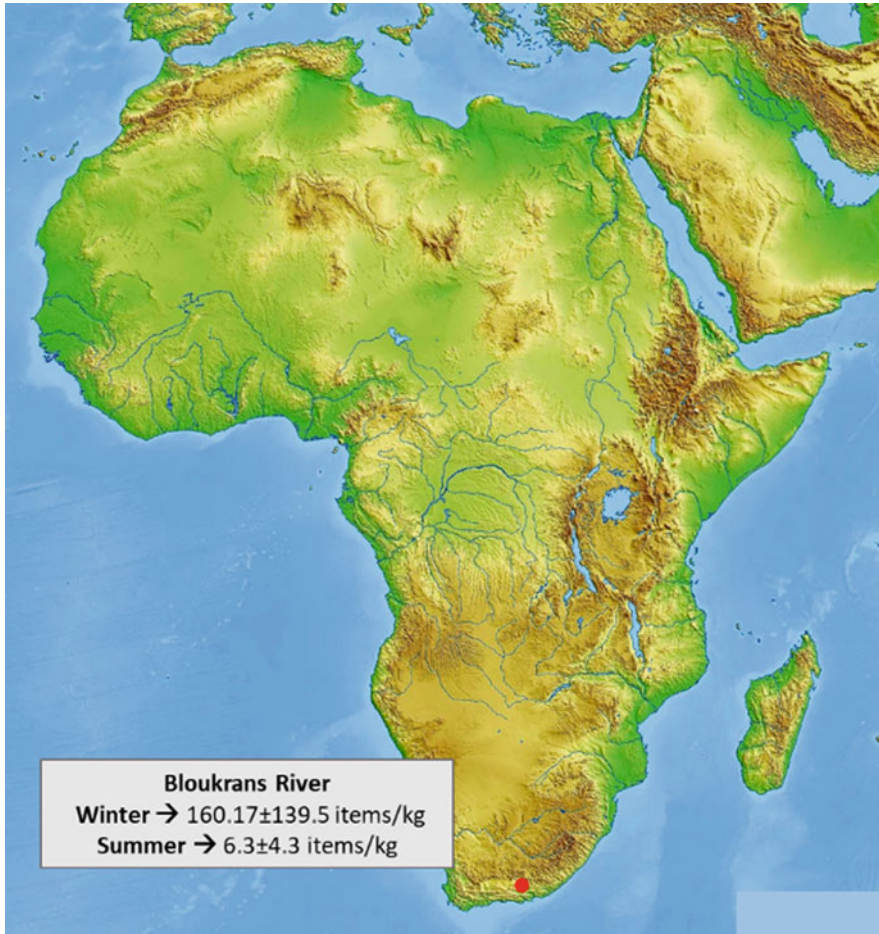 Bloukrans River
Winter → 160.17±139.5 items/kg
Summer → 6.3±4.3 items/kg